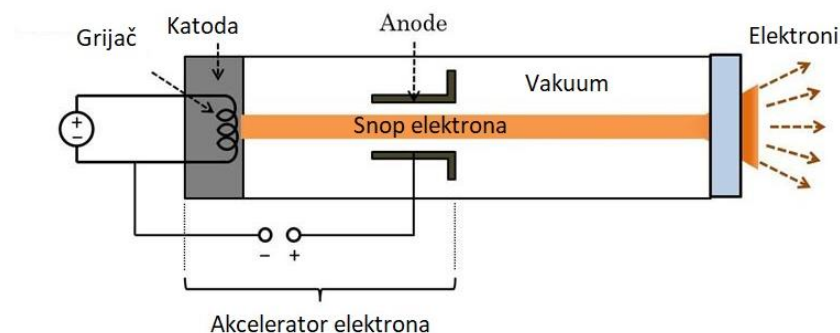 Katoda
Grijač
Anode
Elektroni
Vakuum
Snop elektrona
+
−
− +
Akcelerator elektrona